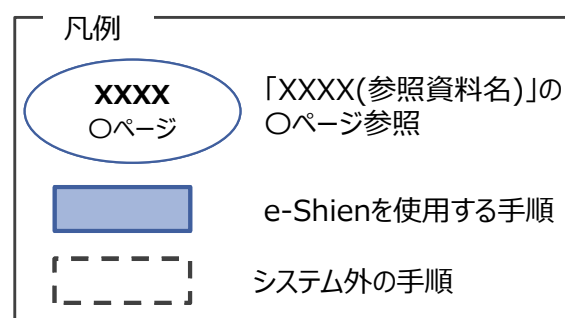 凡例
XXXX
〇ページ
「XXXX(参照資料名)」の
〇ページ参照
e-Shienを使用する手順
システム外の手順